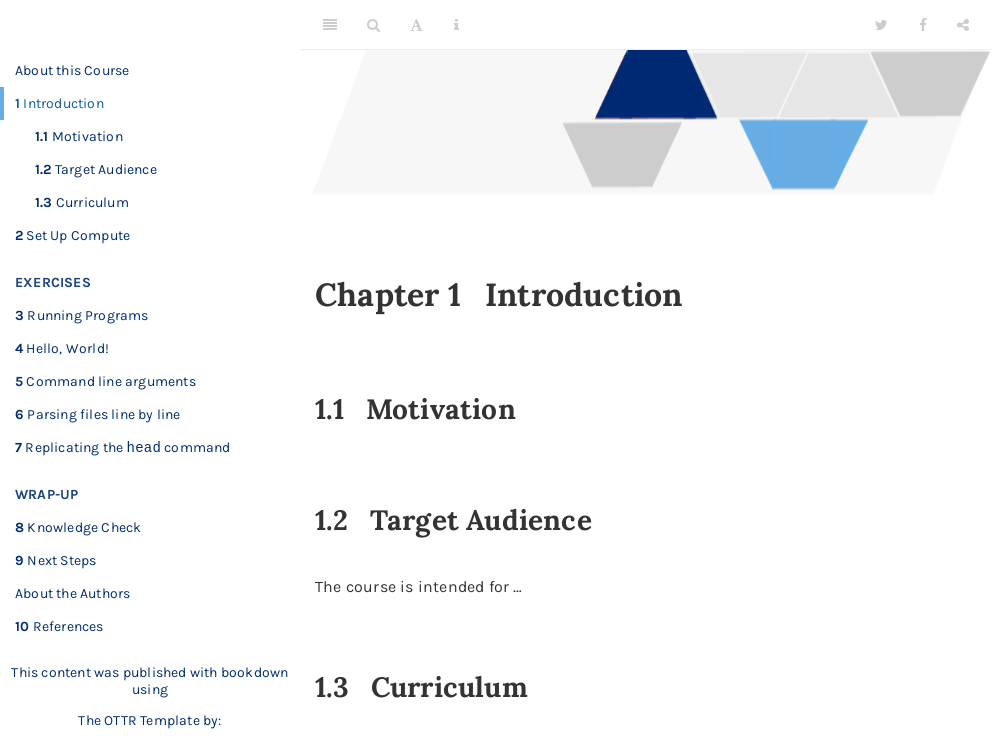 About this Course
1 Introduction
1.1 Motivation
1.2 Target Audience
1.3 Curriculum
2 Set Up Compute
EXERCISES
3 Running Programs
4 Hello, World!
5 Command line arguments
6 Parsing files line by line
7 Replicating the head command
WRAP-UP
8 Knowledge Check
9 Next Steps
About the Authors
10 References
This content was published with bookdown
using
The OTTR Template by:
Chapter 1 Introduction
1.1 Motivation
1.2 Target Audience
The course is intended for …
1.3 Curriculum